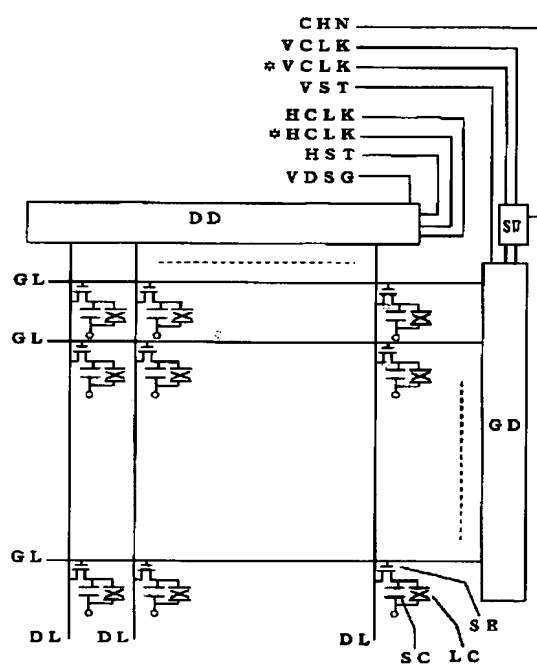 CHN
VCLK
*VCLK
VST
HCLK
*HCLK
HST
VDSG
DD
SW
GL
GL
GD
GL
SE
DL DL DL SC LC